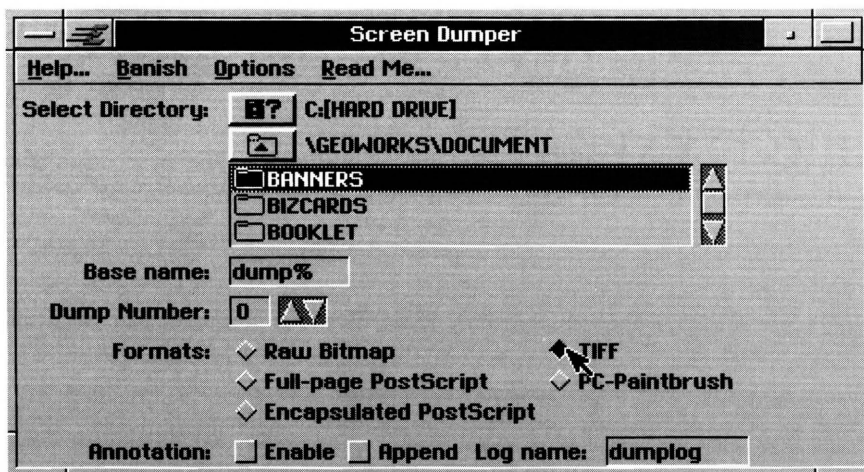 Screen Dumper
Help... Banish Options Read Me...
Select Directory: ? C:[HARD DRIVE]
\GEOWORKS\DOCUMENT
BANNERS
BIZCARDS
BOOKLET
Base name: dump%
Dump Number: 0
Formats: Raw Bitmap TIFF
Full-page PostScript PC-Paintbrush
Encapsulated PostScript
Annotation: Enable Append Log name: dumplog